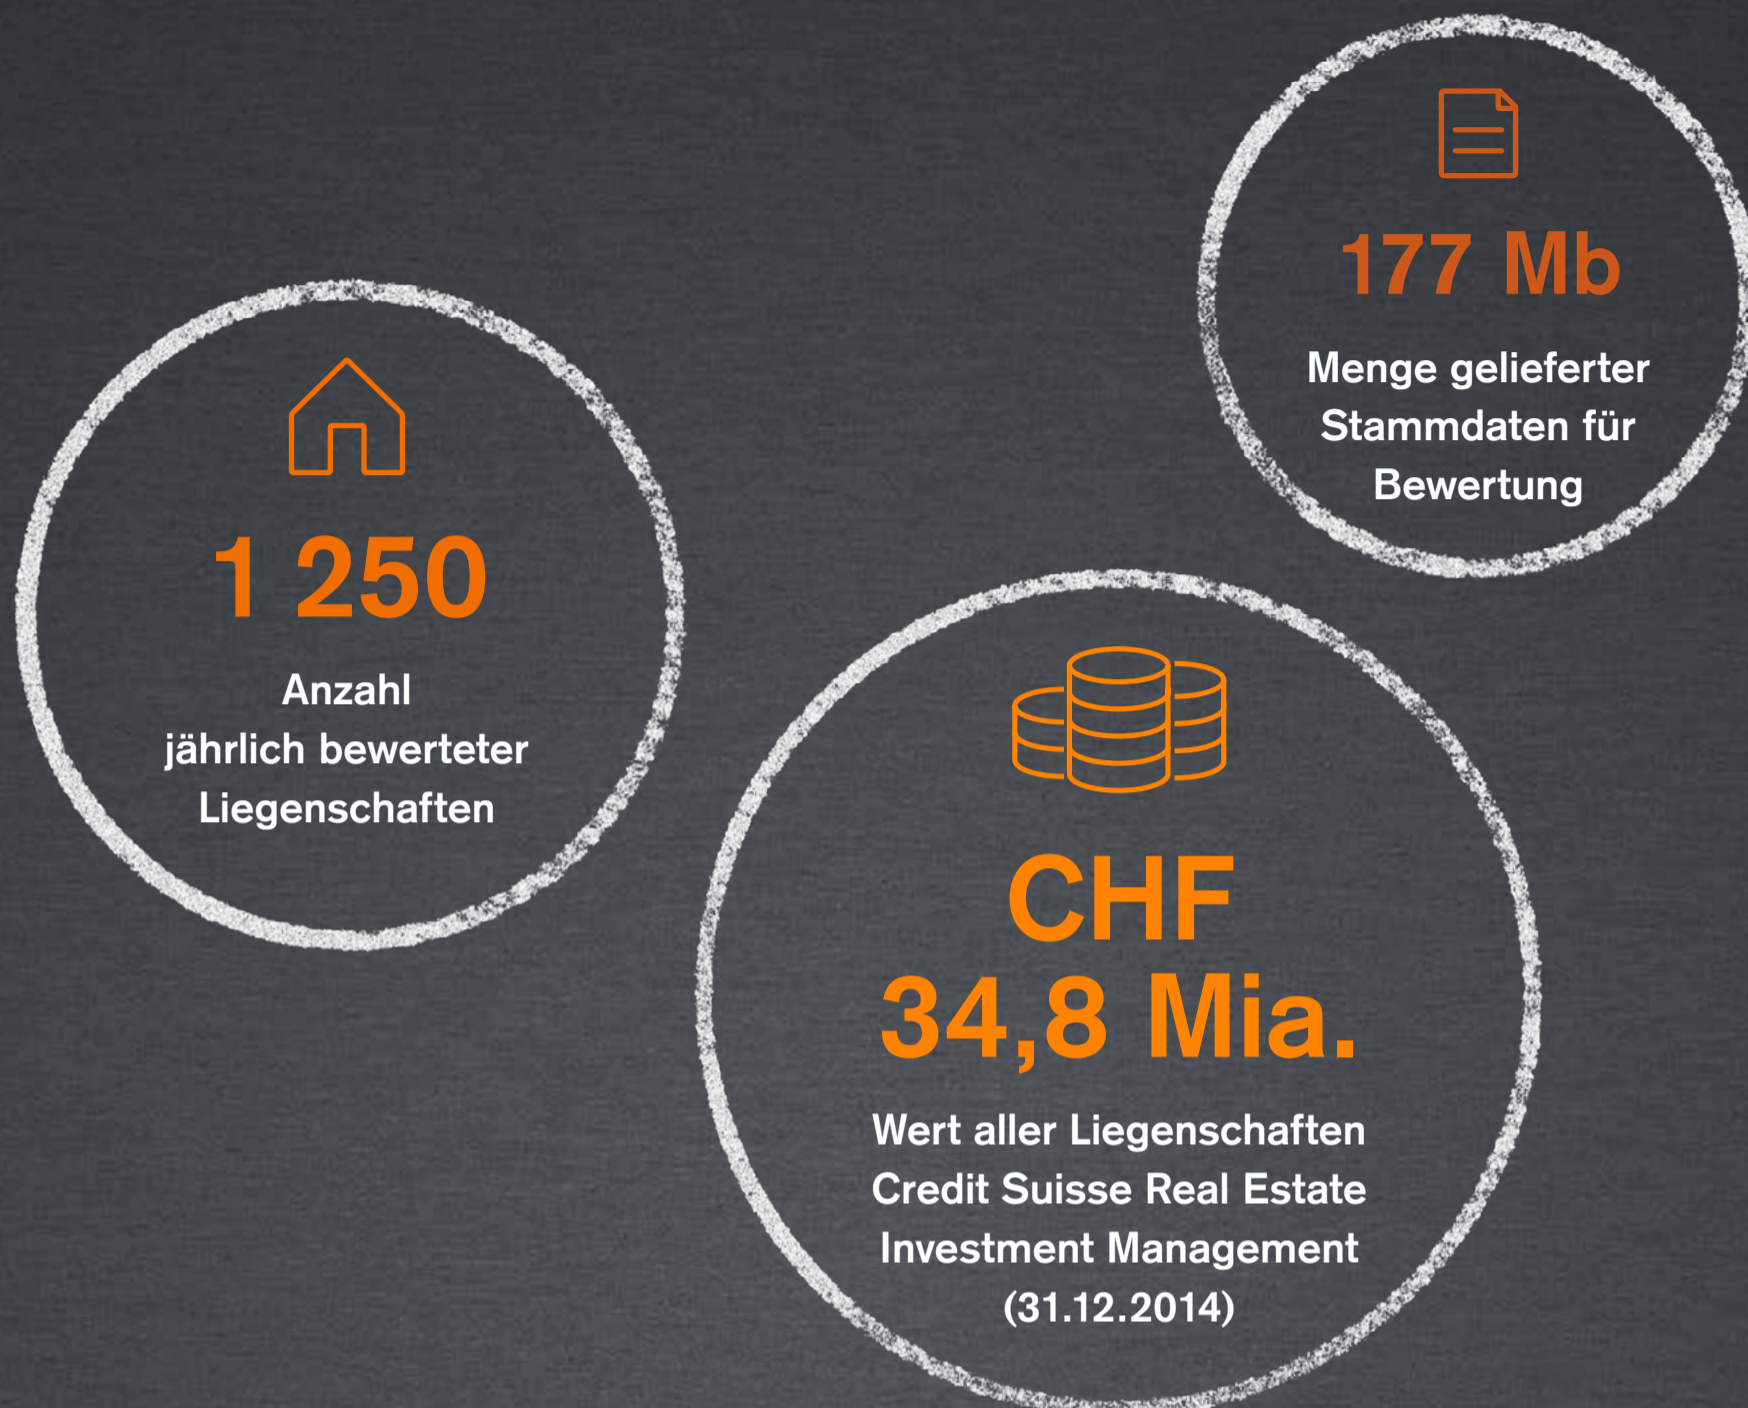 177 Mb
Menge gelieferter
Stammdaten für
Bewertung
1 250
Anzahl
jährlich bewerteter
Liegenschaften
CHF
34,8 Mia.
Wert aller Liegenschaften
Credit Suisse Real Estate
Investment Management
(31.12.2014)